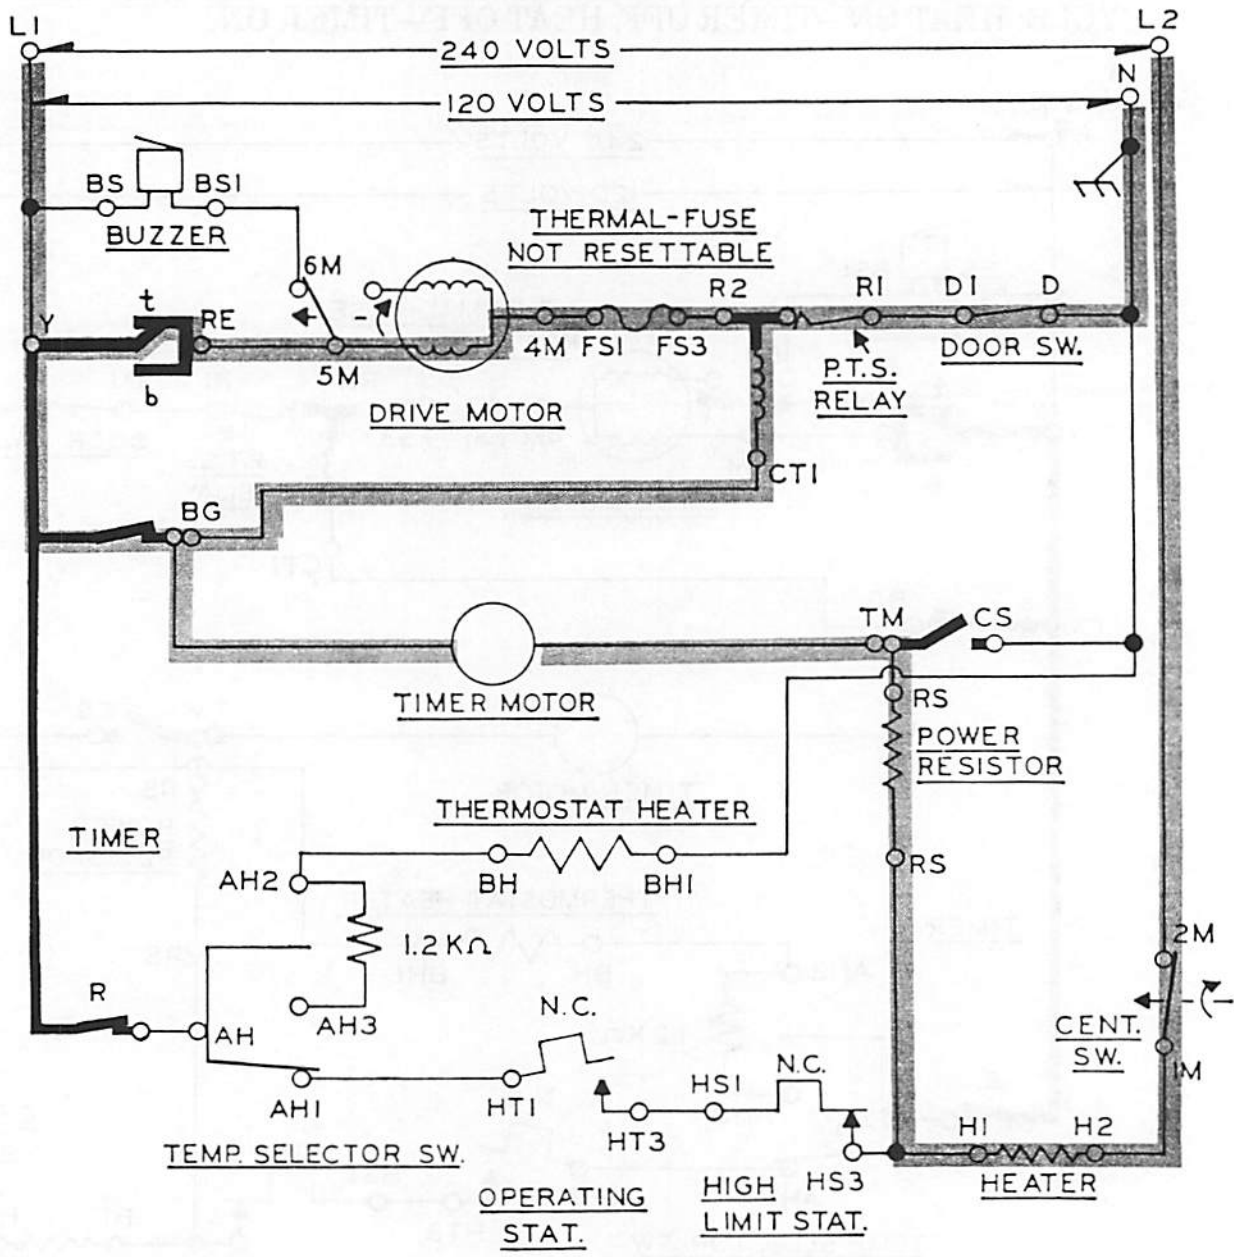 L1
L2
240 VOLTS
N
120 VOLTS
BS
BS1
BUZZER
THERMAL-FUSE
NOT RESETTABLE
6M
t
Y
RE
b
5M
DRIVE MOTOR
4M
FS1
FS3
R2
R1
D1
D
DOOR SW.
P.T.S.
RELAY
CT1
BG
TM
CS
TIMER MOTOR
RS
POWER
RESISTOR
RS
THERMOSTAT HEATER
TIMER
BH
BH1
AH2
1.2KΩ
AH3
R
AH
AH1
TEMP. SELECTOR SW.
N.C.
HT1
HT3
OPERATING
STAT.
HS1
N.C.
HS3
HIGH
LIMIT STAT.
2M
CENT.
SW.
1M
H1
H2
HEATER